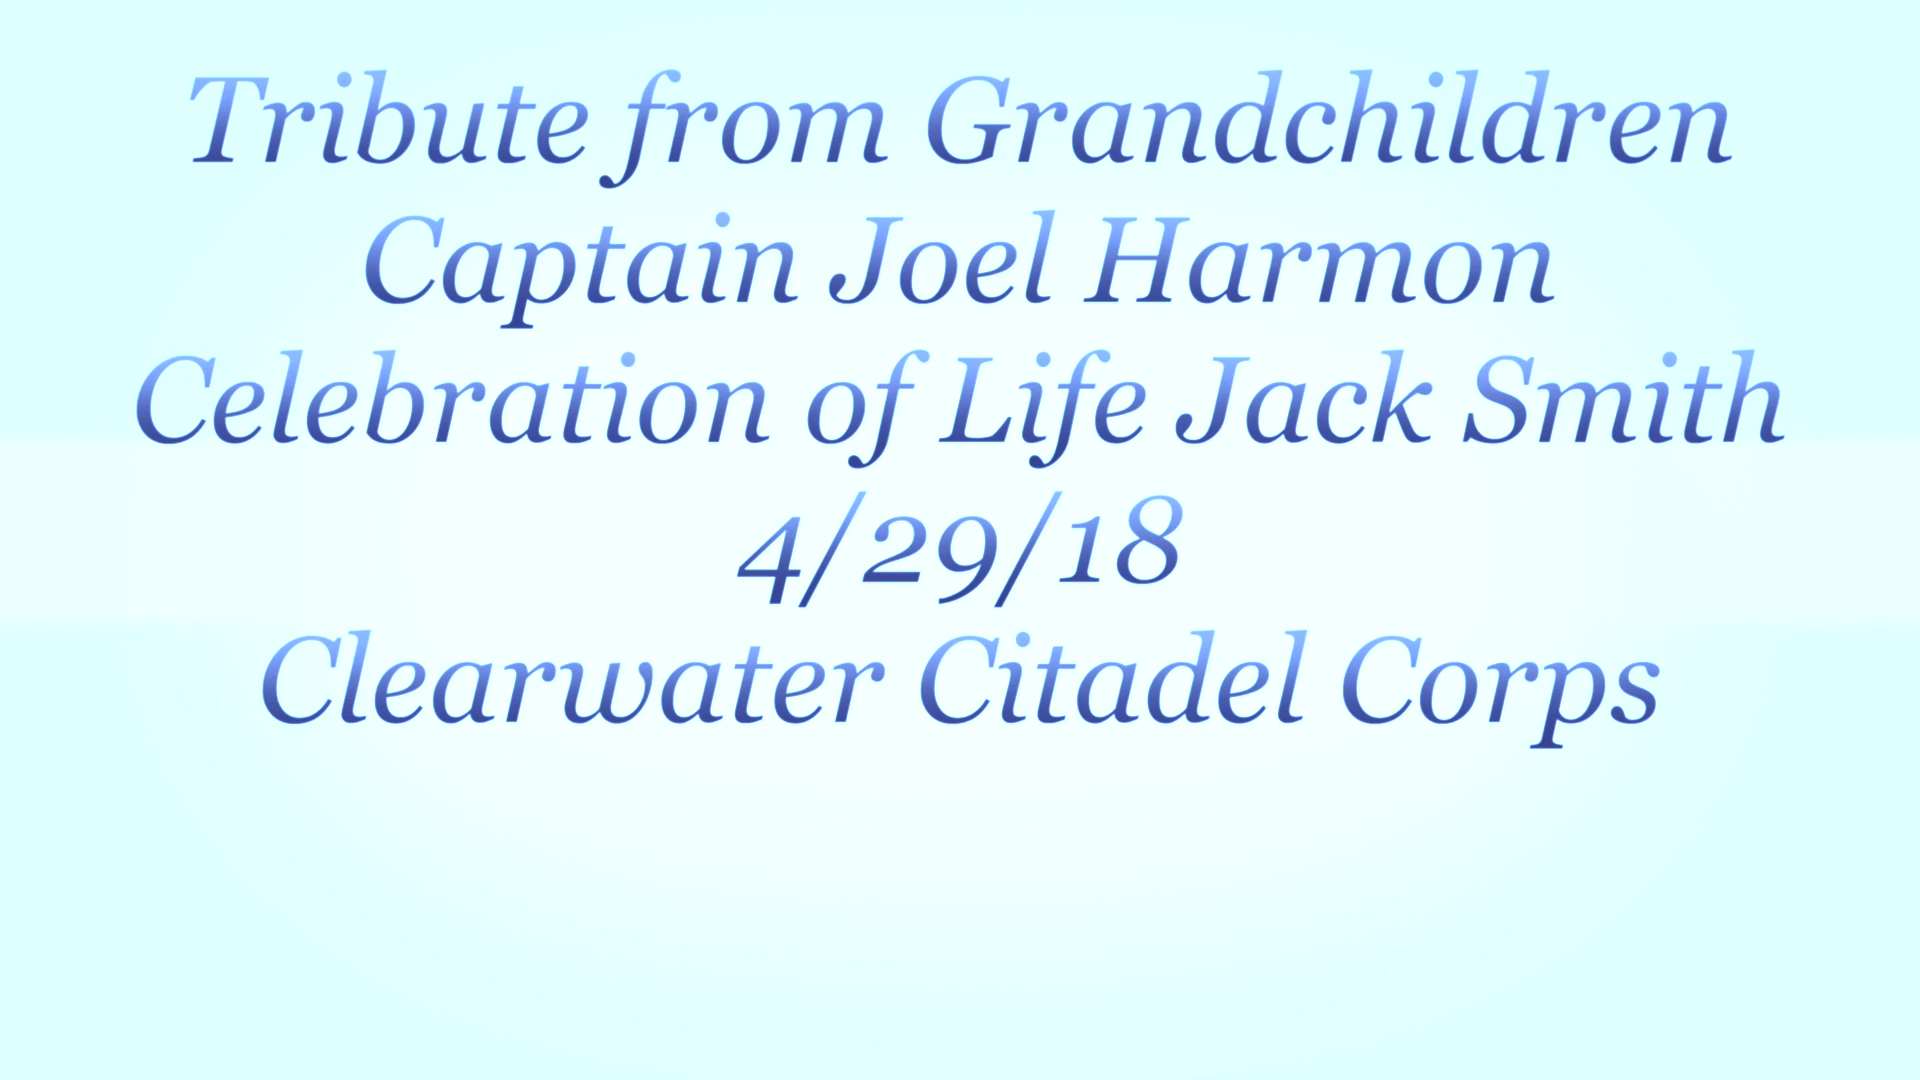 Tribute from Grandchildren
Captain Joel Harmon
Celebration of Life Jack Smith
4/29/18
Clearwater Citadel Corps